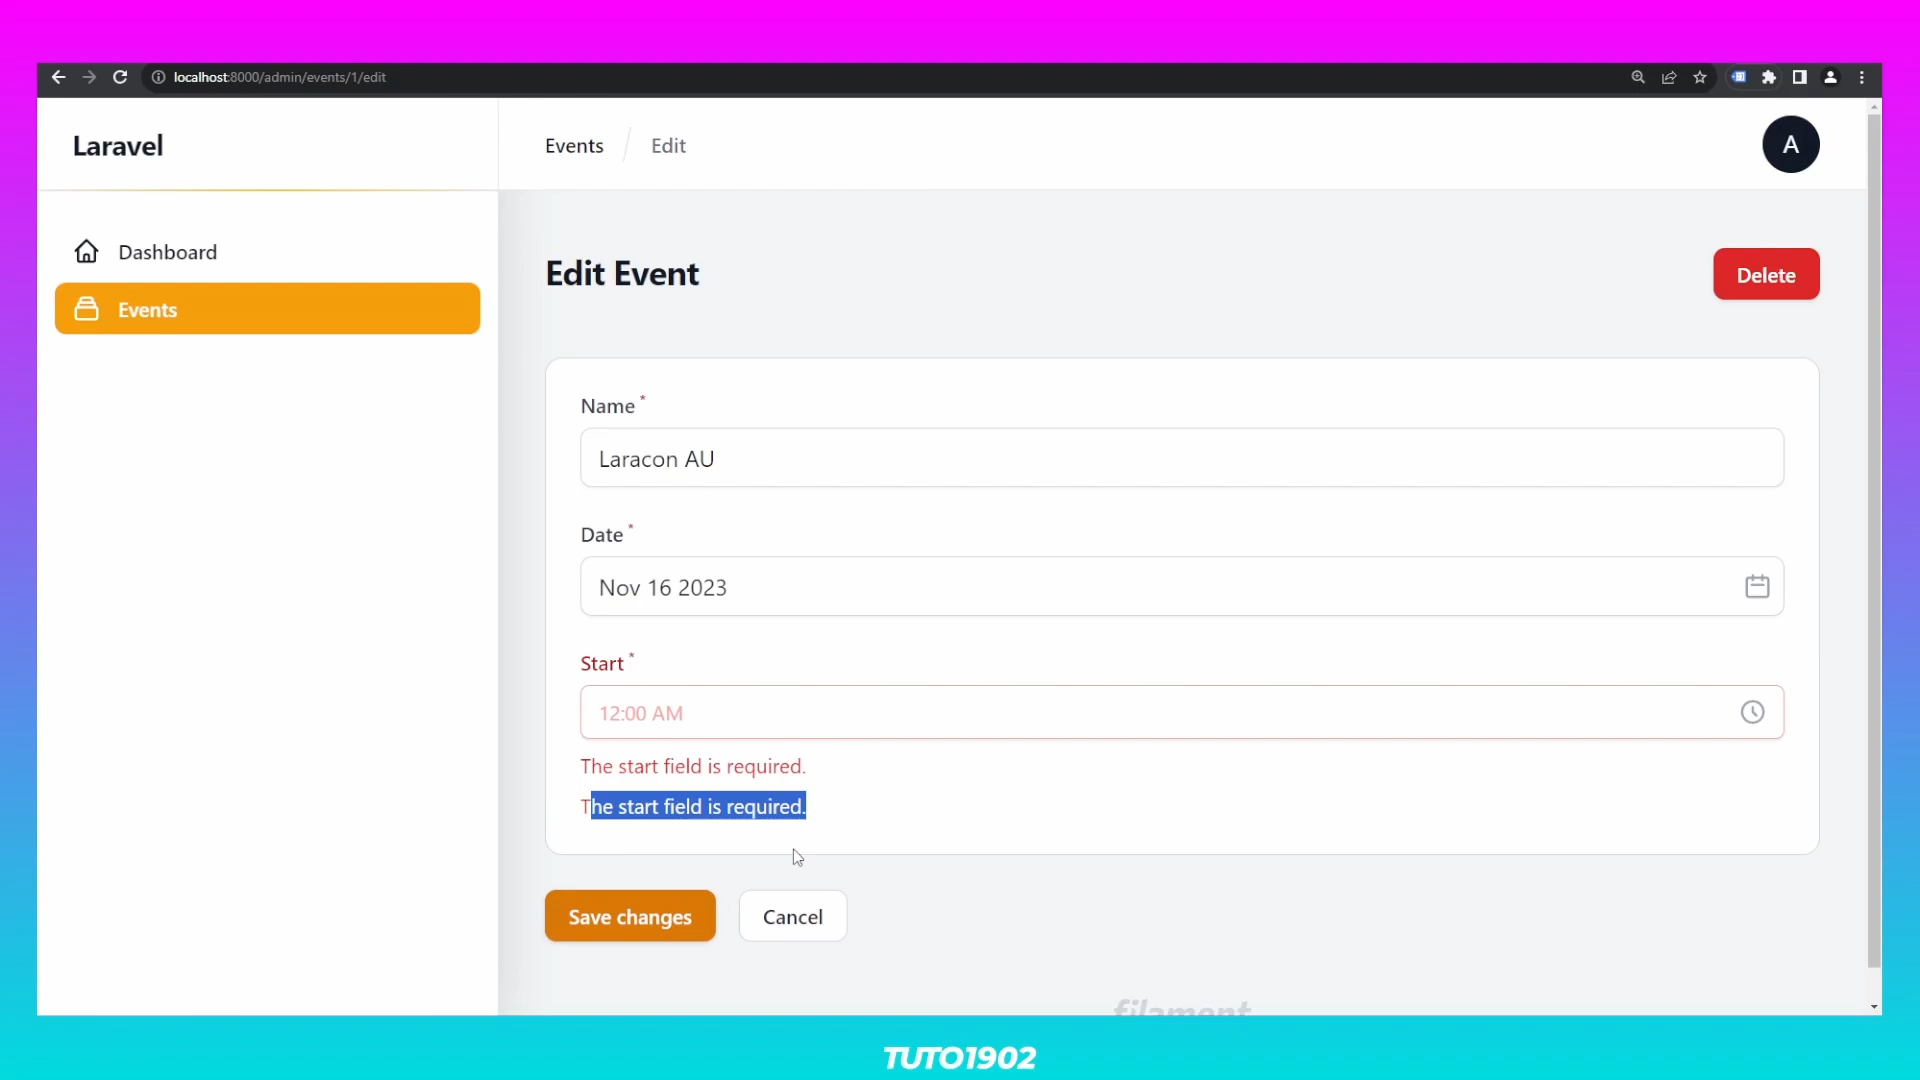 localhost:8000/admin/events/1/edit
Laravel
Events / Edit
A
Dashboard
Events
Edit Event
Delete
Name*
Laracon AU
Date*
Nov 16 2023
Start*
12:00 AM
The start field is required.
The start field is required.
Save changes
Cancel
filament
TUTO1902